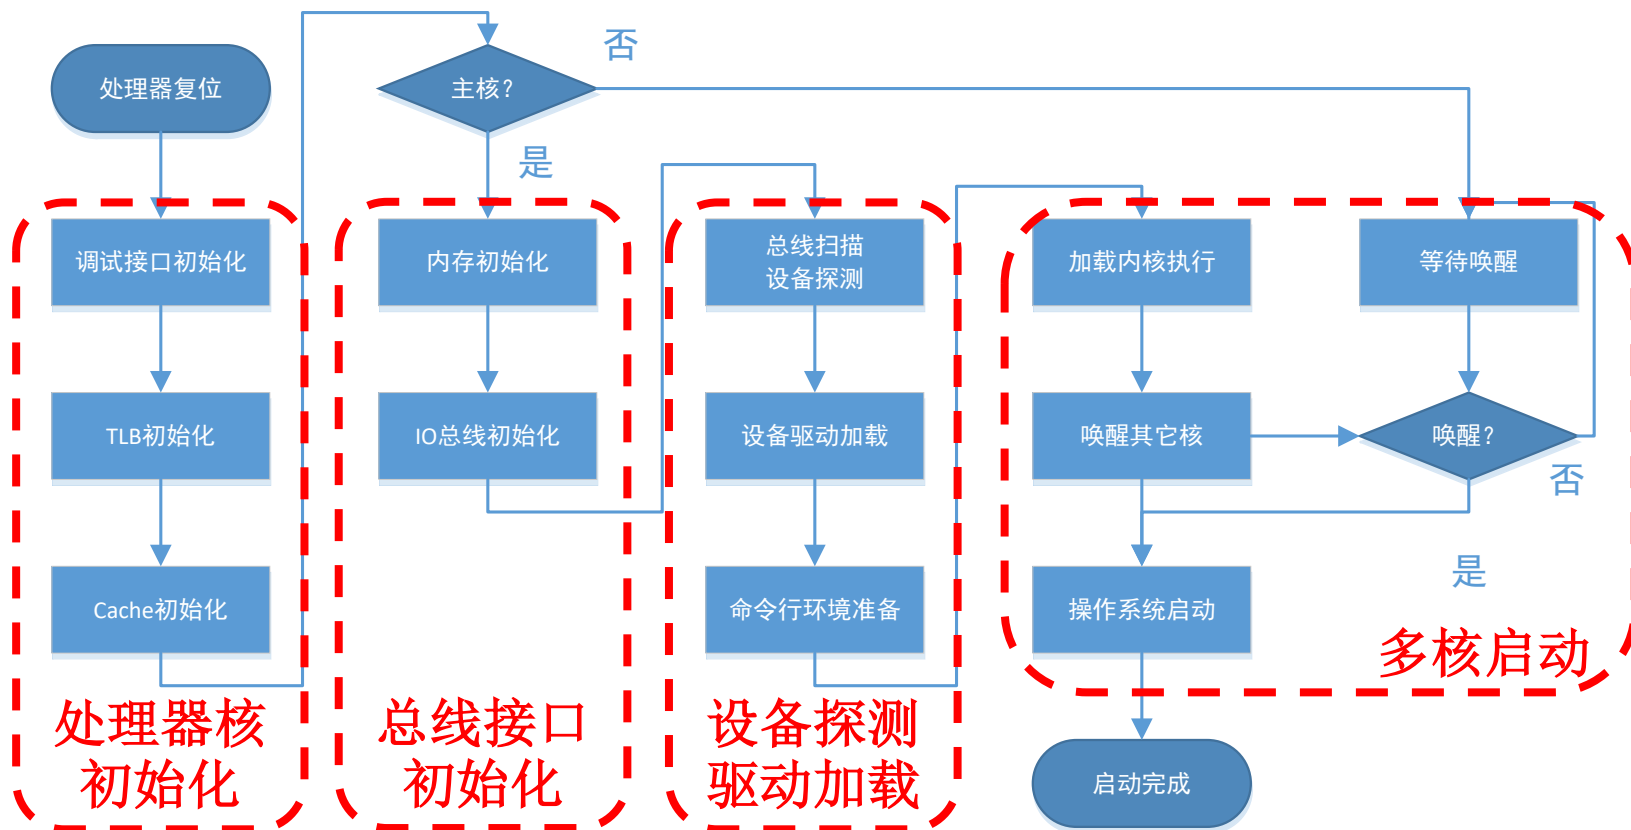 处理器复位
调试接口初始化
TLB初始化
Cache初始化
处理器核
初始化
主核？
否
是
内存初始化
IO总线初始化
总线接口
初始化
总线扫描
设备探测
设备驱动加载
命令行环境准备
设备探测
驱动加载
加载内核执行
唤醒其它核
操作系统启动
等待唤醒
唤醒？
否
是
多核启动
启动完成